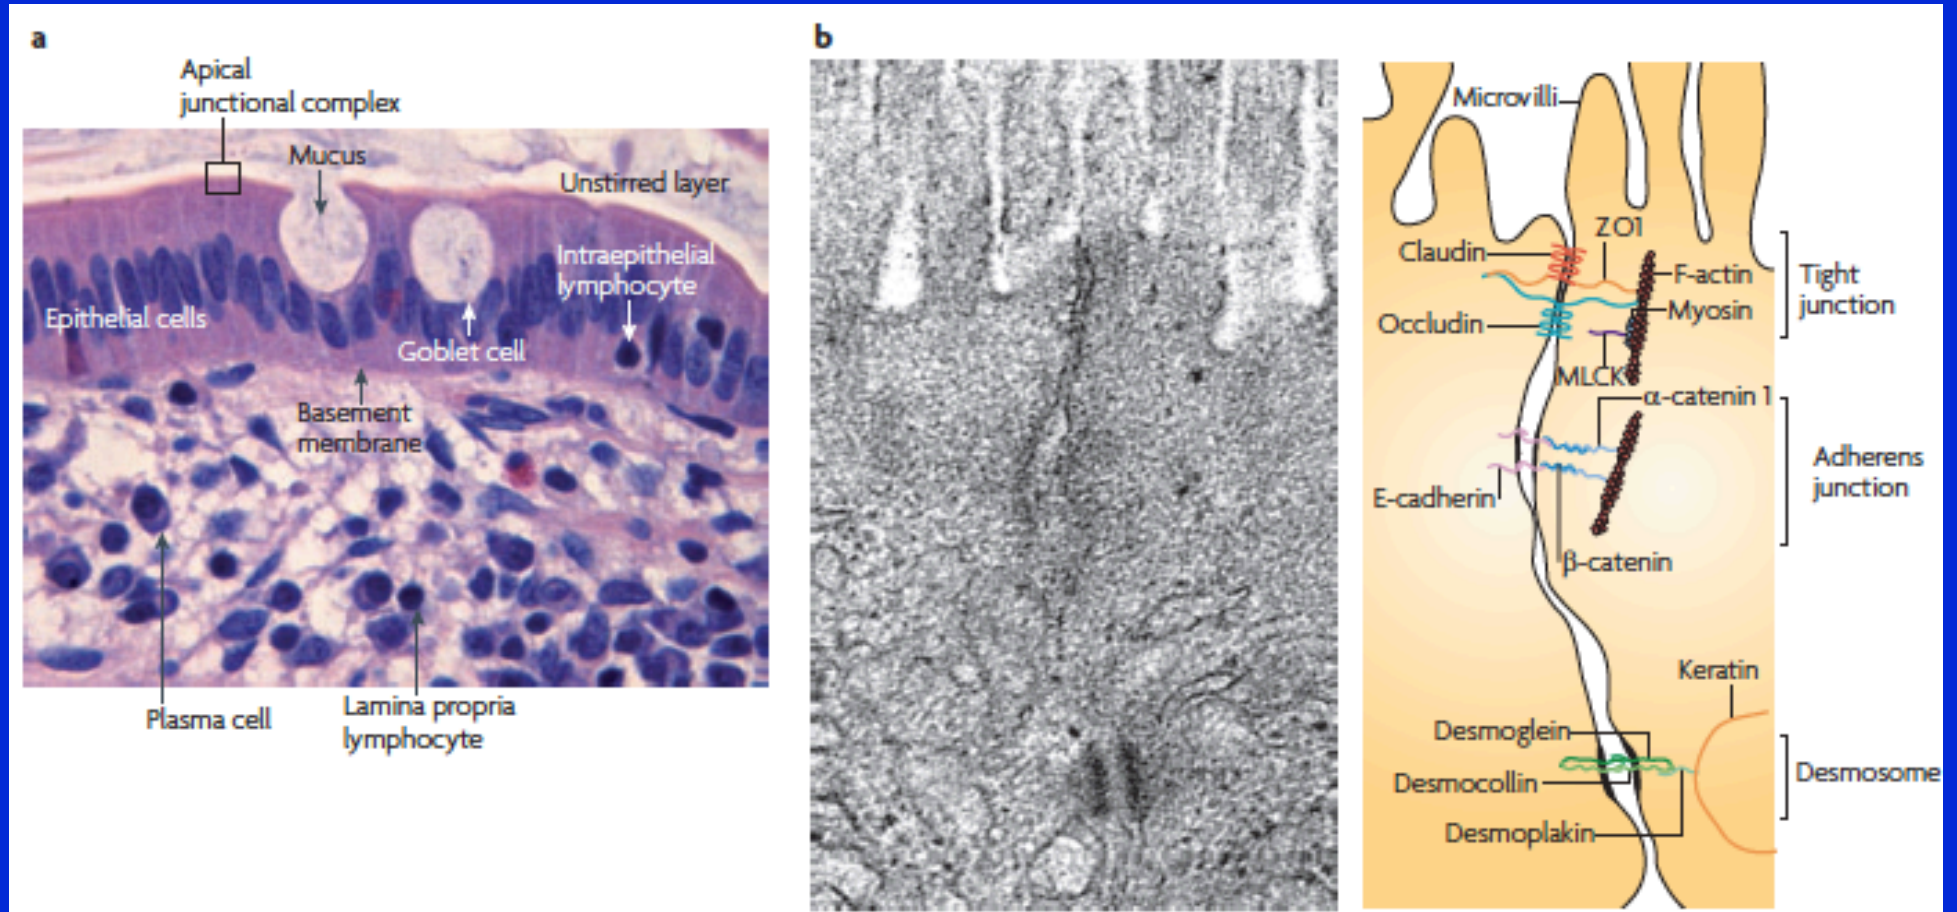 a
Apical
junctional complex
Mucus
Unstirred layer
Intraepithelial
lymphocyte
Epithelial cells
Goblet cell
Basement
membrane
Plasma cell
Lamina propria
lymphocyte
b
Microvilli
ZO1
Claudin
F-actin
Tight
junction
Myosin
Occludin
MLCK
α-catenin 1
Adherens
junction
E-cadherin
β-catenin
Keratin
Desmoglein
Desmosome
Desmocollin
Desmoplakin